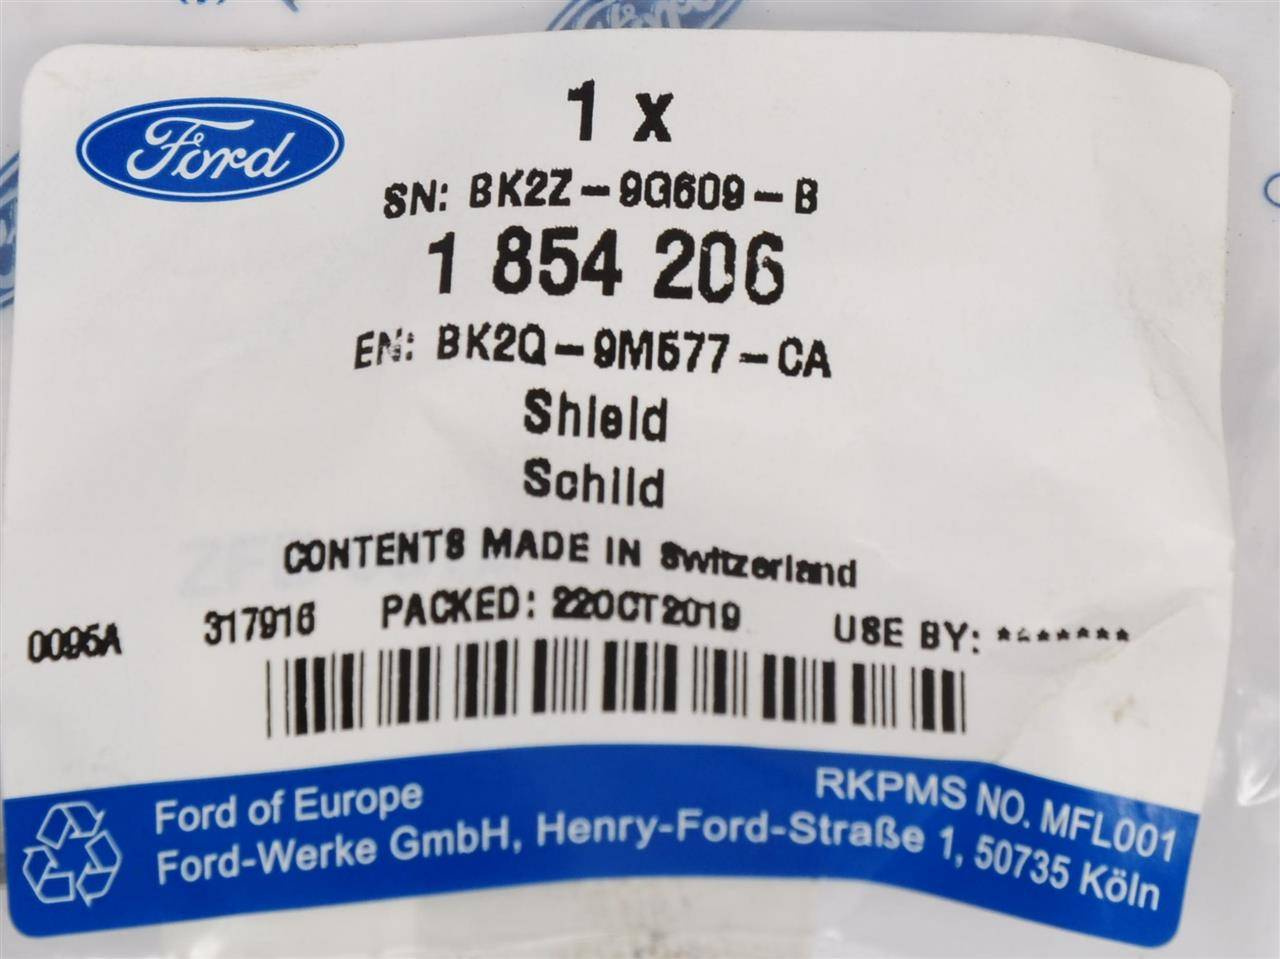 Ford
1 x
SN: BK2Z-9G609-B
1 854 206
EN: BK2Q-9M577-CA
Shield
Schild
CONTENTS MADE IN Switzerland
0095A 317916 PACKED: 22OCT2019 USE BY: *******
Ford of Europe
RKPMS NO. MFL001
Ford-Werke GmbH, Henry-Ford-Straße 1, 50735 Köln